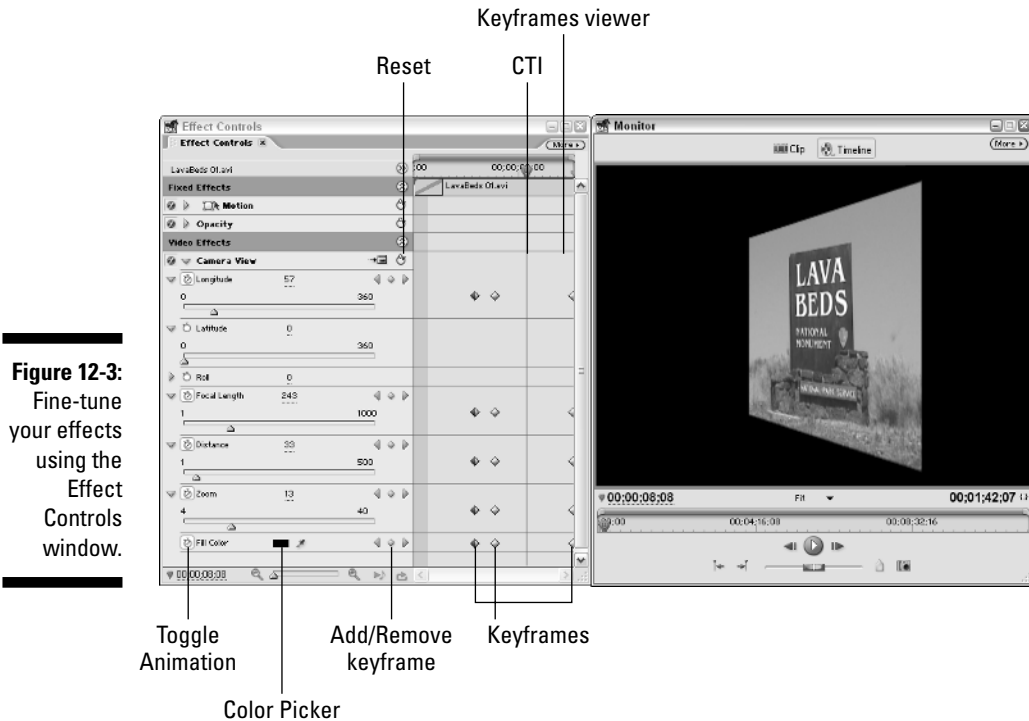 Keyframes viewer
Reset
CTI
Effect Controls
Effect Controls
More
LavaBeds 01.avi
:00
00;00;
00
Fixed Effects
LavaBeds 01.avi
Motion
Opacity
Video Effects
Camera View
Longitude 57
0 360
Latitude 0
0 360
Roll 0
Focal Length 243
1 1000
Distance 33
1 500
Zoom 13
4 40
Fill Color
00;00;08;08
Monitor
Clip Timeline
More
LAVA
BEDS
NATIONAL
MONUMENT
NATIONAL PARK SERVICE
00;00;08;08 Fit 00;01;42;07
00;04;16;08 00;08;32;16
Figure 12-3:
Fine-tune
your effects
using the
Effect
Controls
window.
Toggle
Animation
Add/Remove
keyframe
Keyframes
Color Picker